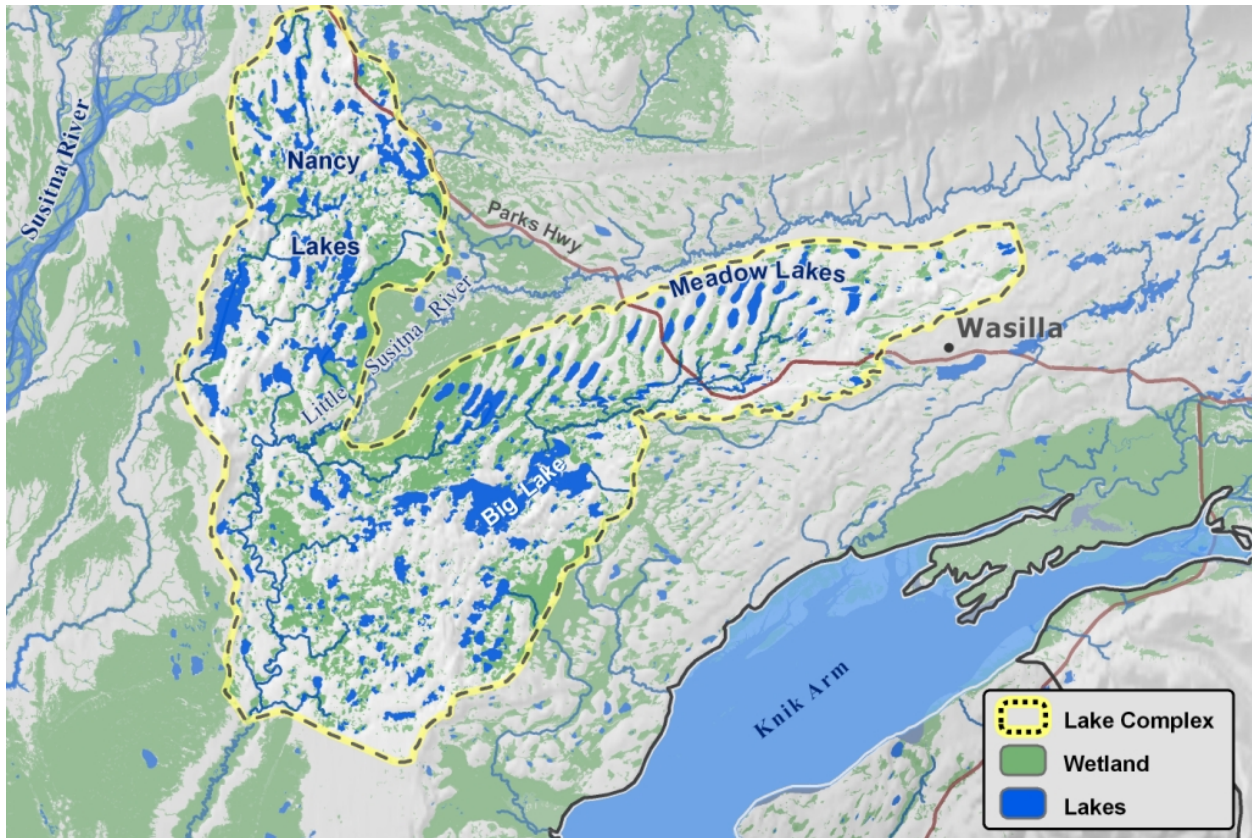 Susitna River
Nancy
Lakes
Parks Hwy
Meadow Lakes
Wasilla
Little Susitna River
Big Lake
Knik Arm
Lake Complex
Wetland
Lakes